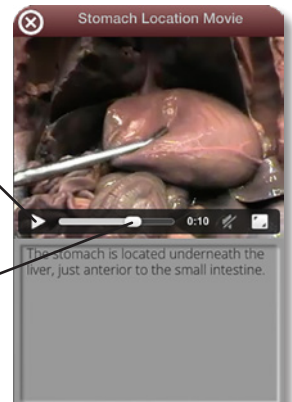 Stomach Location Movie
0:10
The stomach is located underneath the
liver, just anterior to the small intestine.